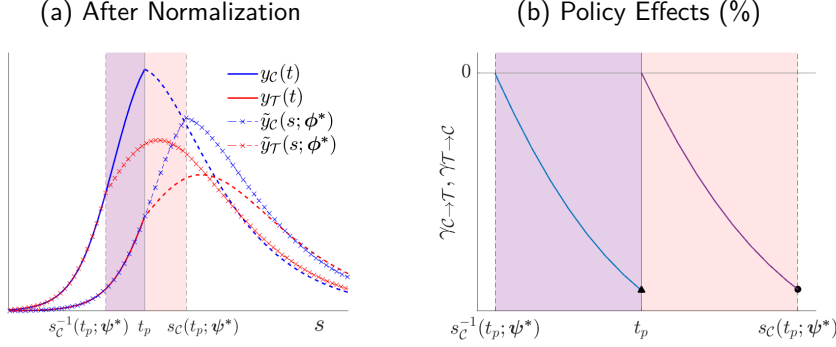 (a) After Normalization
(b) Policy Effects (%)
y_C(t)
y_T(t)
ỹ_C(s; ϕ*)
ỹ_T(s; ϕ*)
s_C^{-1}(t_p; ψ*) t_p s_C(t_p; ψ*) s
0
γ_{C→T}, γ_{T→C}
s_C^{-1}(t_p; ψ*) t_p s_C(t_p; ψ*)